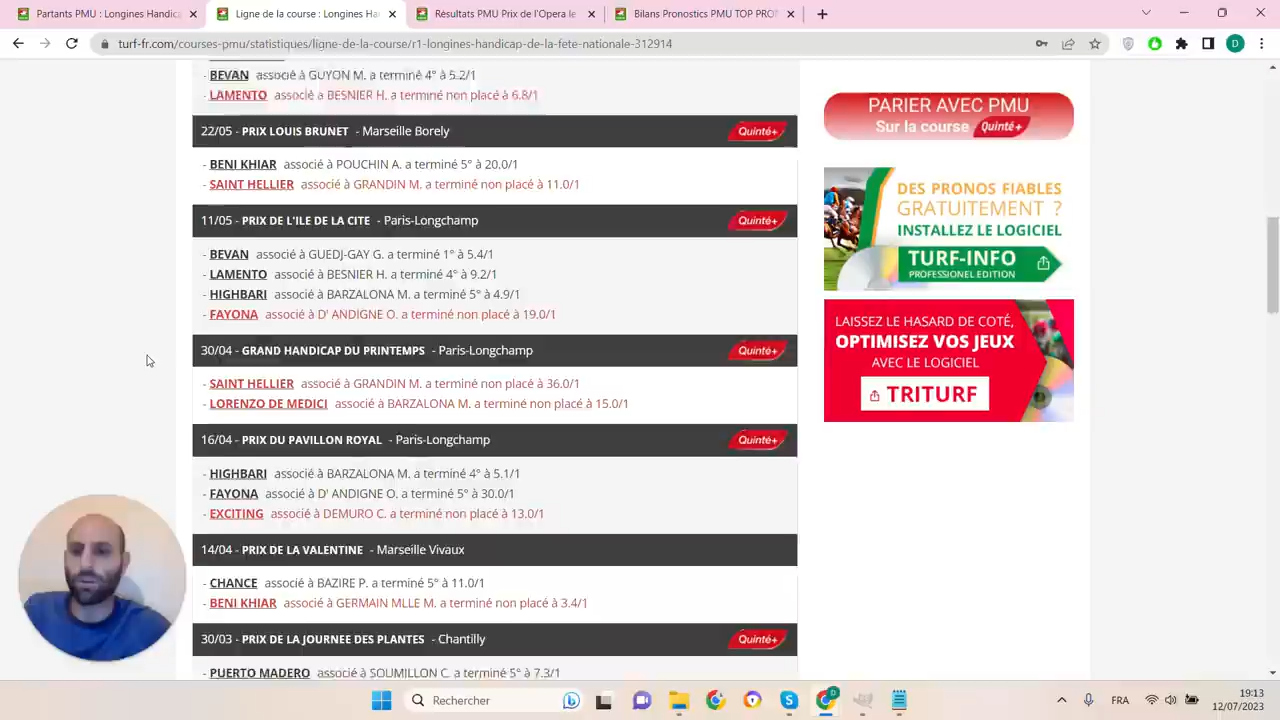 Partants PMU : Longines Handica
Ligne de la course : Longines Ha
Résultats PMU PRIX DE l'Opera le
Bilans Pronostics PMU TOP PRON
turf-fr.com/courses-pmu/statistiques/ligne-de-la-course/r1-longines-handicap-de-la-fete-nationale-312914
D
- BEVAN associé à GUYON M. a terminé 4° à 5.2/1
- LAMENTO associé à BESNIER H. a terminé non placé à 6.8/1
22/05 - PRIX LOUIS BRUNET - Marseille Borely Quinté+
- BENI KHIAR associé à POUCHIN A. a terminé 5° à 20.0/1
- SAINT HELLIER associé à GRANDIN M. a terminé non placé à 11.0/1
11/05 - PRIX DE L'ILE DE LA CITE - Paris-Longchamp Quinté+
- BEVAN associé à GUEDJ-GAY G. a terminé 1° à 5.4/1
- LAMENTO associé à BESNIER H. a terminé 4° à 9.2/1
- HIGHBARI associé à BARZALONA M. a terminé 5° à 4.9/1
- FAYONA associé à D' ANDIGNE O. a terminé non placé à 19.0/1
30/04 - GRAND HANDICAP DU PRINTEMPS - Paris-Longchamp Quinté+
- SAINT HELLIER associé à GRANDIN M. a terminé non placé à 36.0/1
- LORENZO DE MEDICI associé à BARZALONA M. a terminé non placé à 15.0/1
16/04 - PRIX DU PAVILLON ROYAL - Paris-Longchamp Quinté+
- HIGHBARI associé à BARZALONA M. a terminé 4° à 5.1/1
- FAYONA associé à D' ANDIGNE O. a terminé 5° à 30.0/1
- EXCITING associé à DEMURO C. a terminé non placé à 13.0/1
14/04 - PRIX DE LA VALENTINE - Marseille Vivaux
- CHANCE associé à BAZIRE P. a terminé 5° à 11.0/1
- BENI KHIAR associé à GERMAIN MLLE M. a terminé non placé à 3.4/1
30/03 - PRIX DE LA JOURNEE DES PLANTES - Chantilly Quinté+
- PUERTO MADERO associé à SOUMILLON C. a terminé 5° à 7.3/1
PARIER AVEC PMU
Sur la course Quinté+
DES PRONOS FIABLES
GRATUITEMENT ?
INSTALLEZ LE LOGICIEL
TURF-INFO
PROFESSIONEL EDITION
LAISSEZ LE HASARD DE COTÉ,
OPTIMISEZ VOS JEUX
AVEC LE LOGICIEL
TRITURF
Rechercher
FRA
19:13
12/07/2023